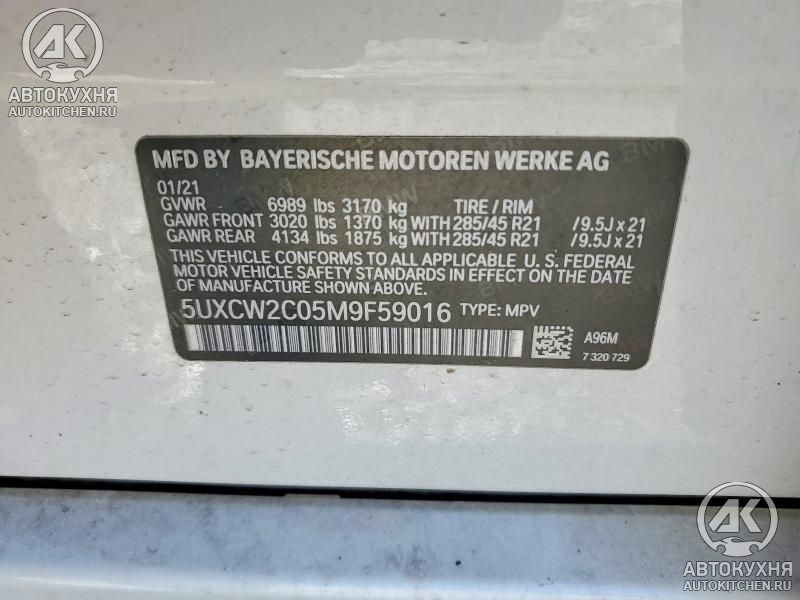 АК
АВТОКУХНЯ
AUTOKITCHEN.RU
MFD BY BAYERISCHE MOTOREN WERKE AG
01/21
GVWR 6989 lbs 3170 kg TIRE / RIM
GAWR FRONT 3020 lbs 1370 kg WITH 285/45 R21 /9.5J x 21
GAWR REAR 4134 lbs 1875 kg WITH 285/45 R21 /9.5J x 21
THIS VEHICLE CONFORMS TO ALL APPLICABLE U. S. FEDERAL
MOTOR VEHICLE SAFETY STANDARDS IN EFFECT ON THE DATE
OF MANUFACTURE SHOWN ABOVE.
5UXCW2C05M9F59016 TYPE: MPV
A96M
7 320 729
АК
АВТОКУХНЯ
AUTOKITCHEN.RU